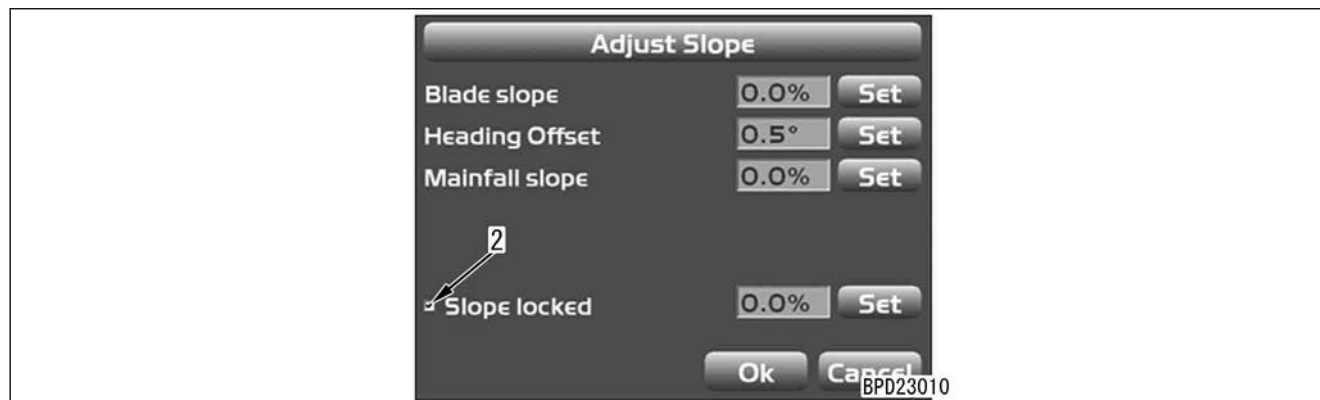 Adjust Slope
Blade slope 0.0% Set
Heading Offset 0.5° Set
Mainfall slope 0.0% Set
2
Slope locked 0.0% Set
Ok Cancel
BPD23010